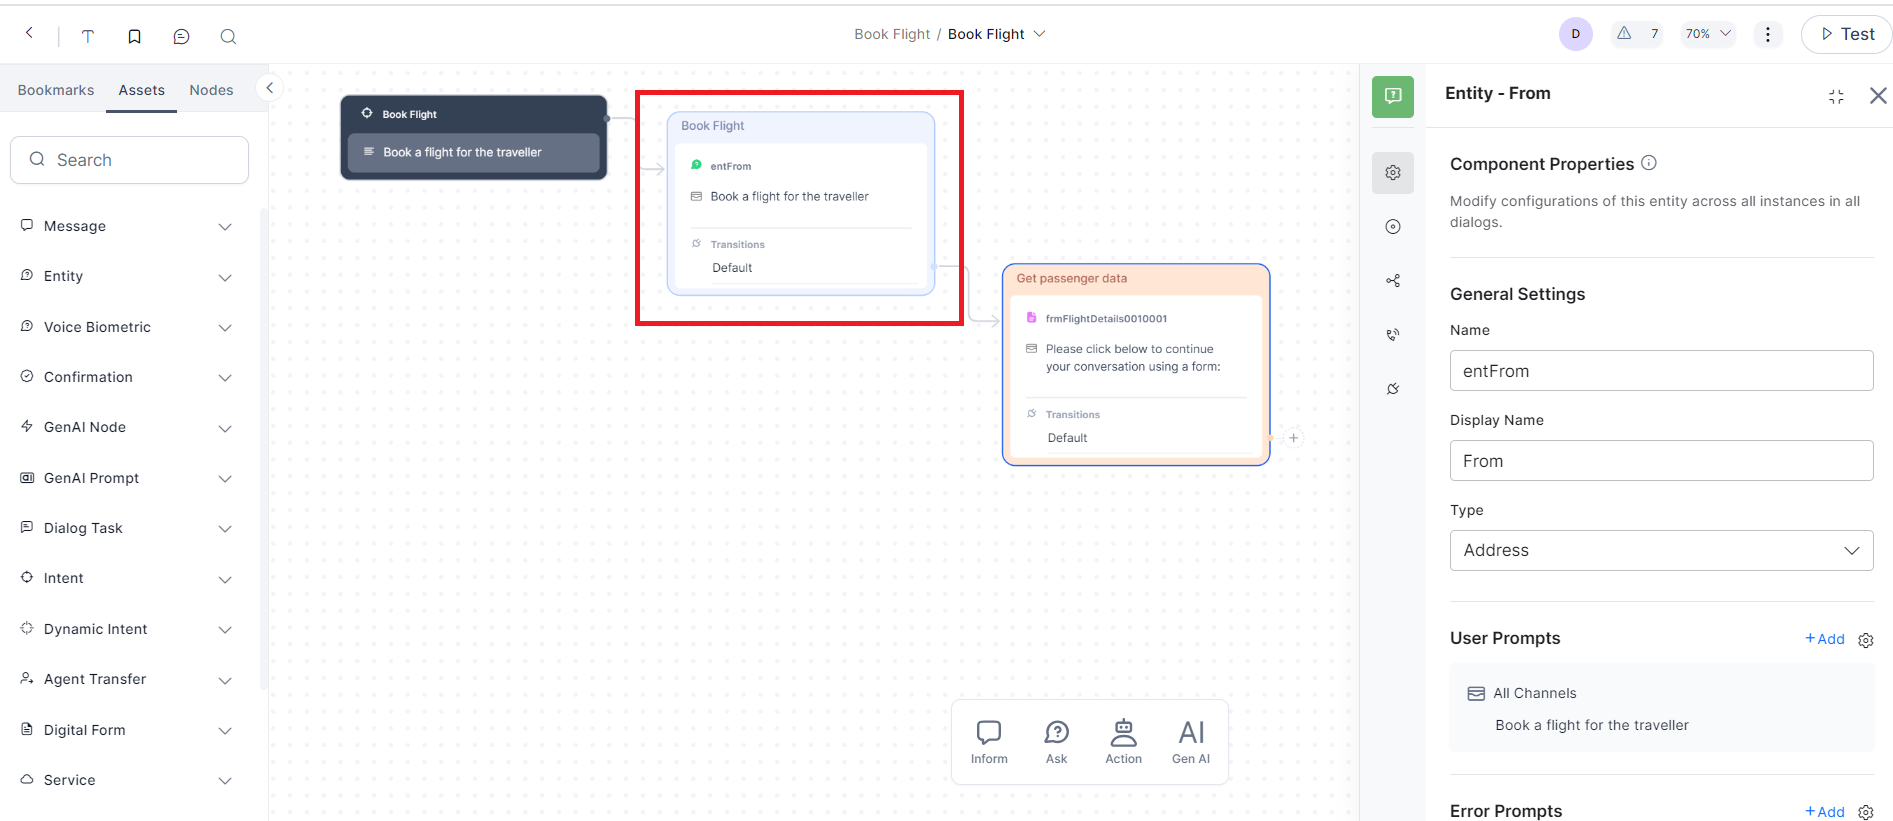 Book Flight / Book Flight
D
7
70%
Test
Bookmarks
Assets
Nodes
Search
Message
Entity
Voice Biometric
Confirmation
GenAI Node
GenAI Prompt
Dialog Task
Intent
Dynamic Intent
Agent Transfer
Digital Form
Service
Book Flight
Book a flight for the traveller
Book Flight
entFrom
Book a flight for the traveller
Transitions
Default
Get passenger data
frmFlightDetails0010001
Please click below to continue
your conversation using a form:
Transitions
Default
Inform
Ask
Action
AI
Gen AI
Entity - From
Component Properties
Modify configurations of this entity across all instances in all
dialogs.
General Settings
Name
entFrom
Display Name
From
Type
Address
User Prompts
+Add
All Channels
Book a flight for the traveller
Error Prompts
+Add